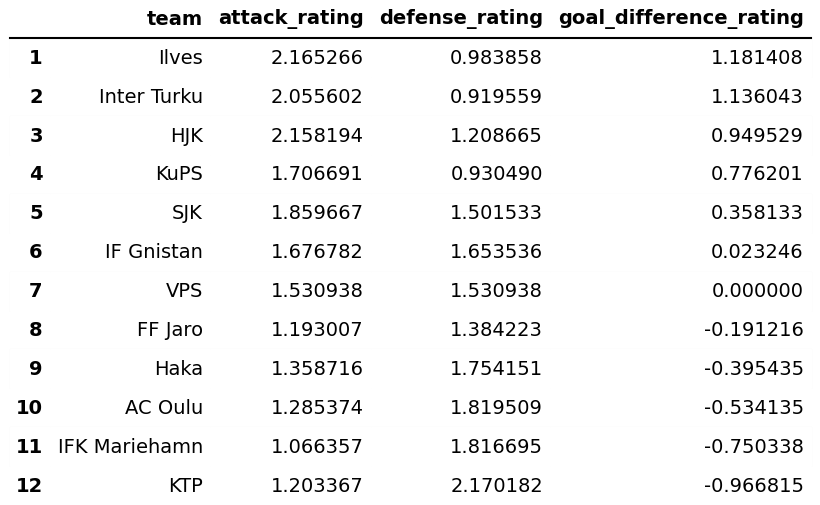 team attack_rating defense_rating goal_difference_rating
1 Ilves 2.165266 0.983858 1.181408
2 Inter Turku 2.055602 0.919559 1.136043
3 HJK 2.158194 1.208665 0.949529
4 KuPS 1.706691 0.930490 0.776201
5 SJK 1.859667 1.501533 0.358133
6 IF Gnistan 1.676782 1.653536 0.023246
7 VPS 1.530938 1.530938 0.000000
8 FF Jaro 1.193007 1.384223 -0.191216
9 Haka 1.358716 1.754151 -0.395435
10 AC Oulu 1.285374 1.819509 -0.534135
11 IFK Mariehamn 1.066357 1.816695 -0.750338
12 KTP 1.203367 2.170182 -0.966815